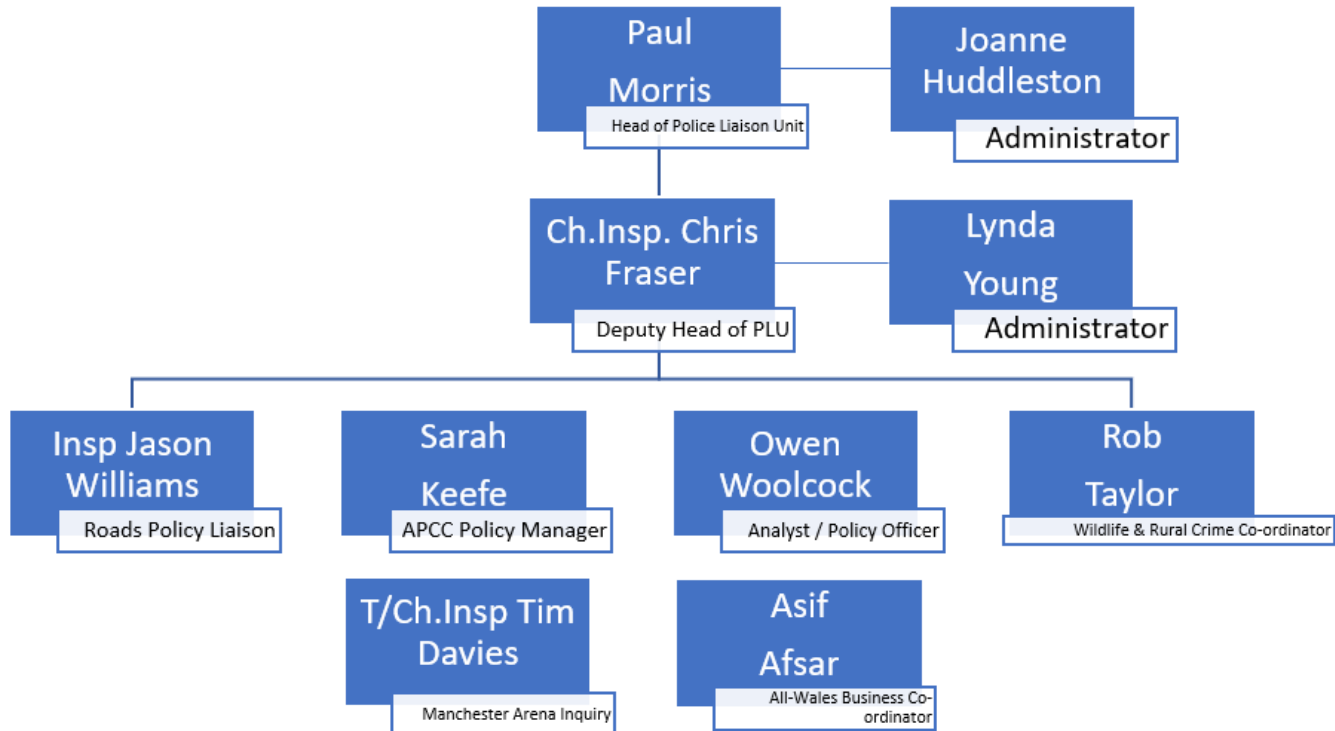 Paul
Morris
Head of Police Liaison Unit
Joanne
Huddleston
Administrator
Ch.Insp. Chris
Fraser
Deputy Head of PLU
Lynda
Young
Administrator
Insp Jason
Williams
Roads Policy Liaison
Sarah
Keefe
APCC Policy Manager
Owen
Woolcock
Analyst / Policy Officer
Rob
Taylor
Wildlife & Rural Crime Co-ordinator
T/Ch.Insp Tim
Davies
Manchester Arena Inquiry
Asif
Afsar
All-Wales Business Co-
ordinator